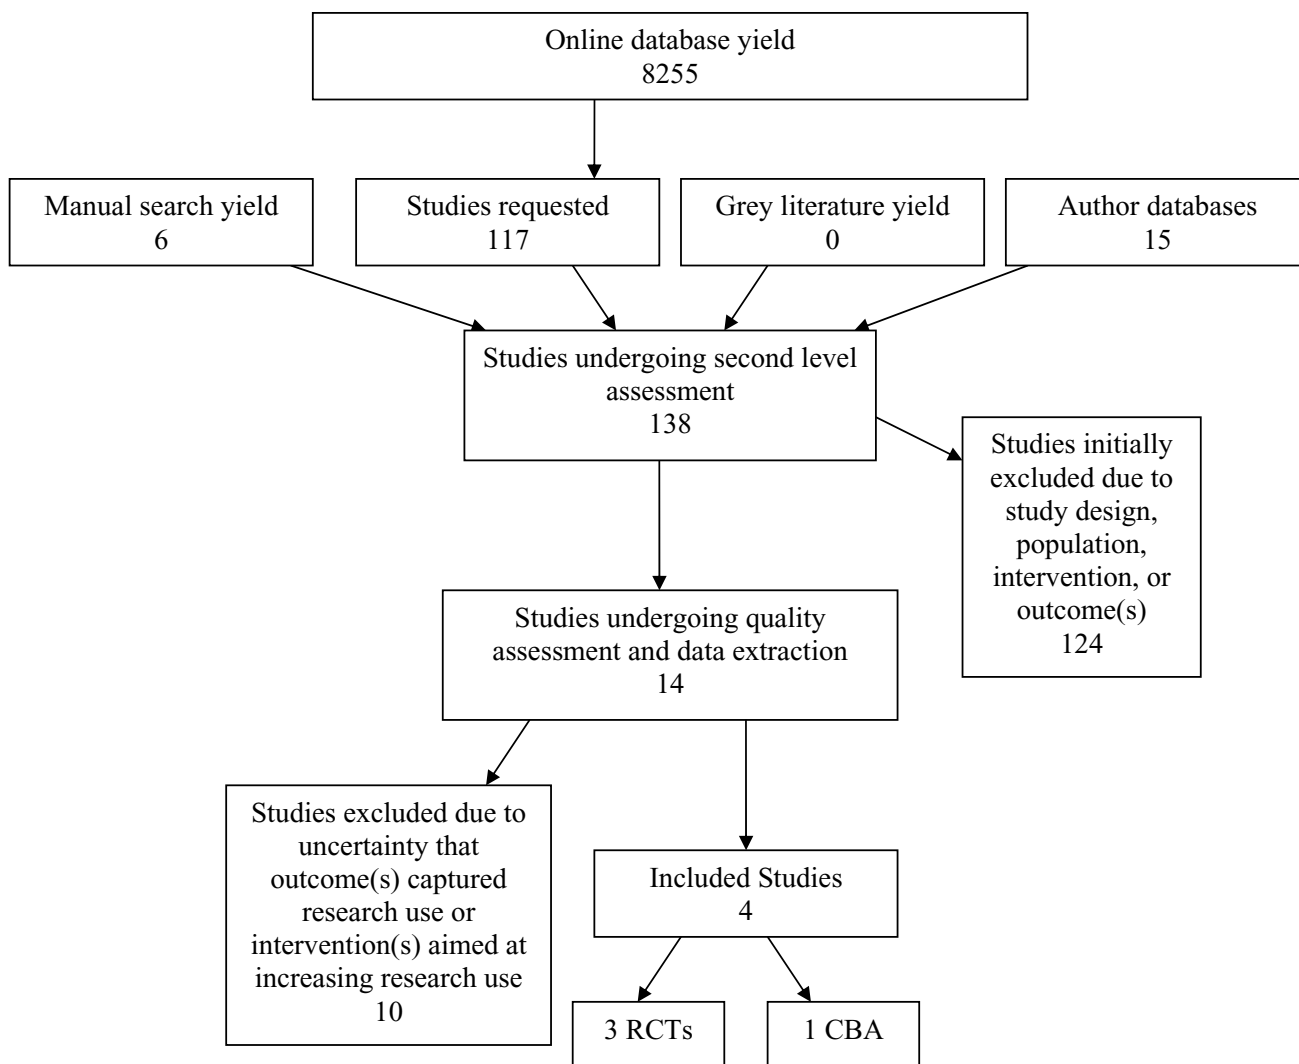 Online database yield
8255
Manual search yield
6
Studies requested
117
Grey literature yield
0
Author databases
15
Studies undergoing second level
assessment
138
Studies initially
excluded due to
study design,
population,
intervention, or
outcome(s)
124
Studies undergoing quality
assessment and data extraction
14
Studies excluded due to
uncertainty that
outcome(s) captured
research use or
intervention(s) aimed at
increasing research use
10
Included Studies
4
3 RCTs
1 CBA